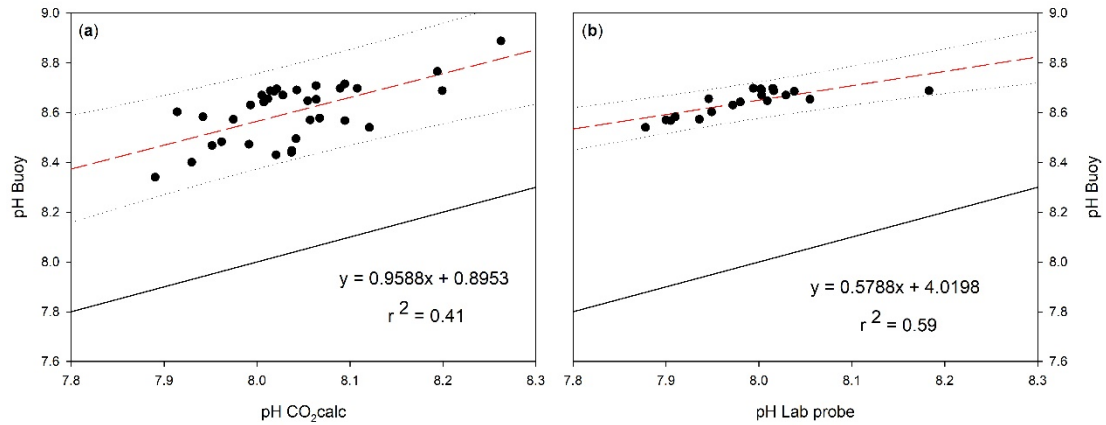 (a)
9.0
8.8
8.6
8.4
8.2
8.0
7.8
7.6
pH Buoy
y = 0.9588x + 0.8953
r 2 = 0.41
7.8 7.9 8.0 8.1 8.2 8.3
pH CO2calc
(b)
y = 0.5788x + 4.0198
r 2 = 0.59
7.8 7.9 8.0 8.1 8.2 8.3
pH Lab probe
9.0
8.8
8.6
8.4
8.2
8.0
7.8
7.6
pH Buoy